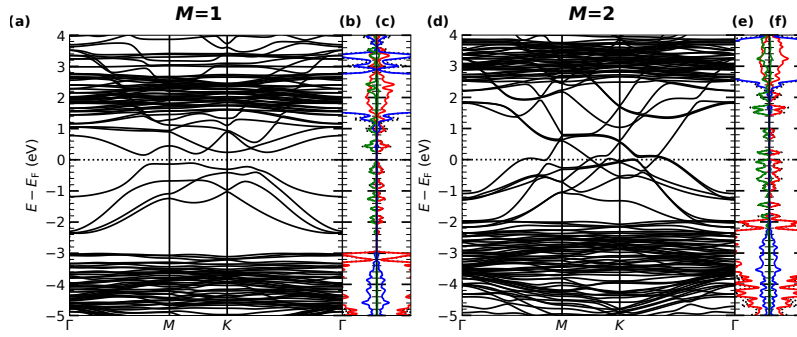 M=1
M=2
(a)
(b)
(c)
(d)
(e)
(f)
E − E_F (eV)
4
3
2
1
0
−1
−2
−3
−4
−5
Γ
M
K
Γ
E − E_F (eV)
4
3
2
1
0
−1
−2
−3
−4
−5
Γ
M
K
Γ